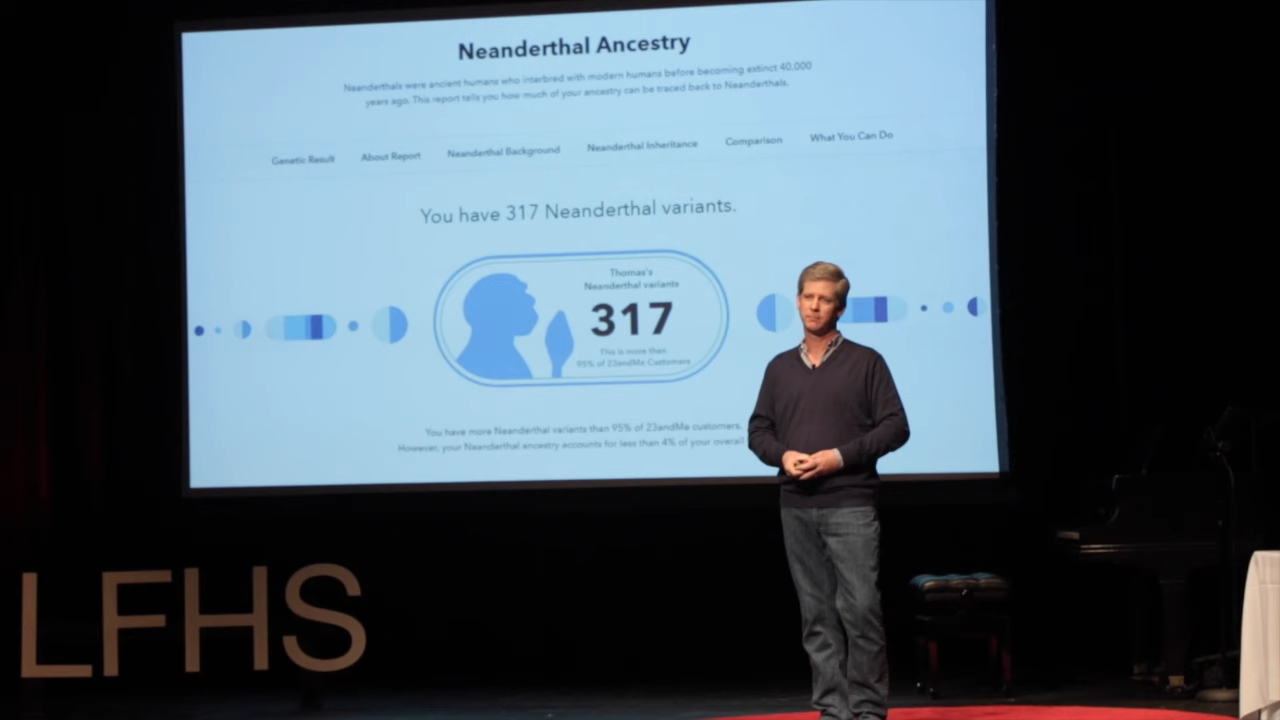 Neanderthal Ancestry
Neanderthals were ancient humans who interbred with modern humans before becoming extinct 40,000
years ago. This report tells you how much of your ancestry can be traced back to Neanderthals.
Genetic Result About Report Neanderthal Background Neanderthal Inheritance Comparison What You Can Do
You have 317 Neanderthal variants.
Thomas's
Neanderthal variants
317
This is more than
95% of 23andMe Customers
You have more Neanderthal variants than 95% of 23andMe customers.
However, your Neanderthal ancestry accounts for less than 4% of your overall
LFHS